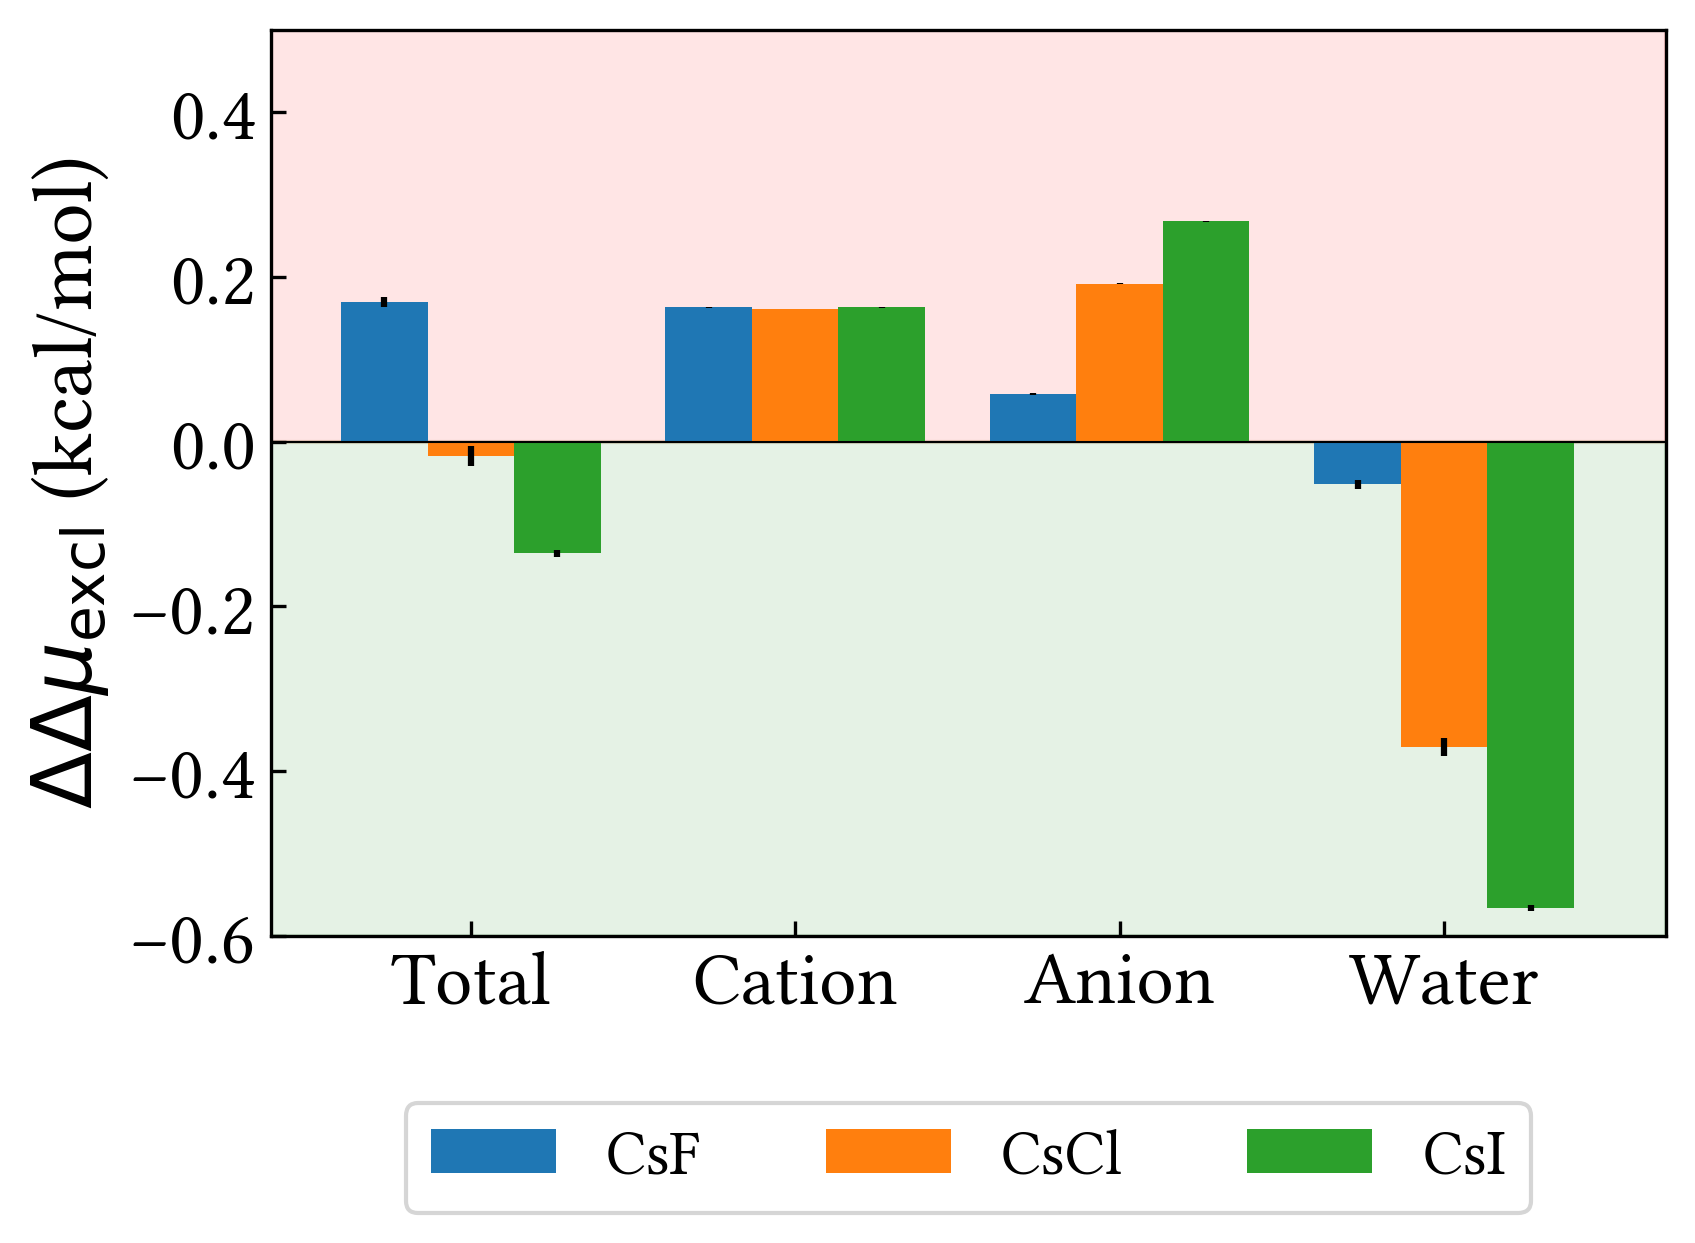 ΔΔμexcl (kcal/mol)
0.4
0.2
0.0
−0.2
−0.4
−0.6
Total Cation Anion Water
CsF CsCl CsI